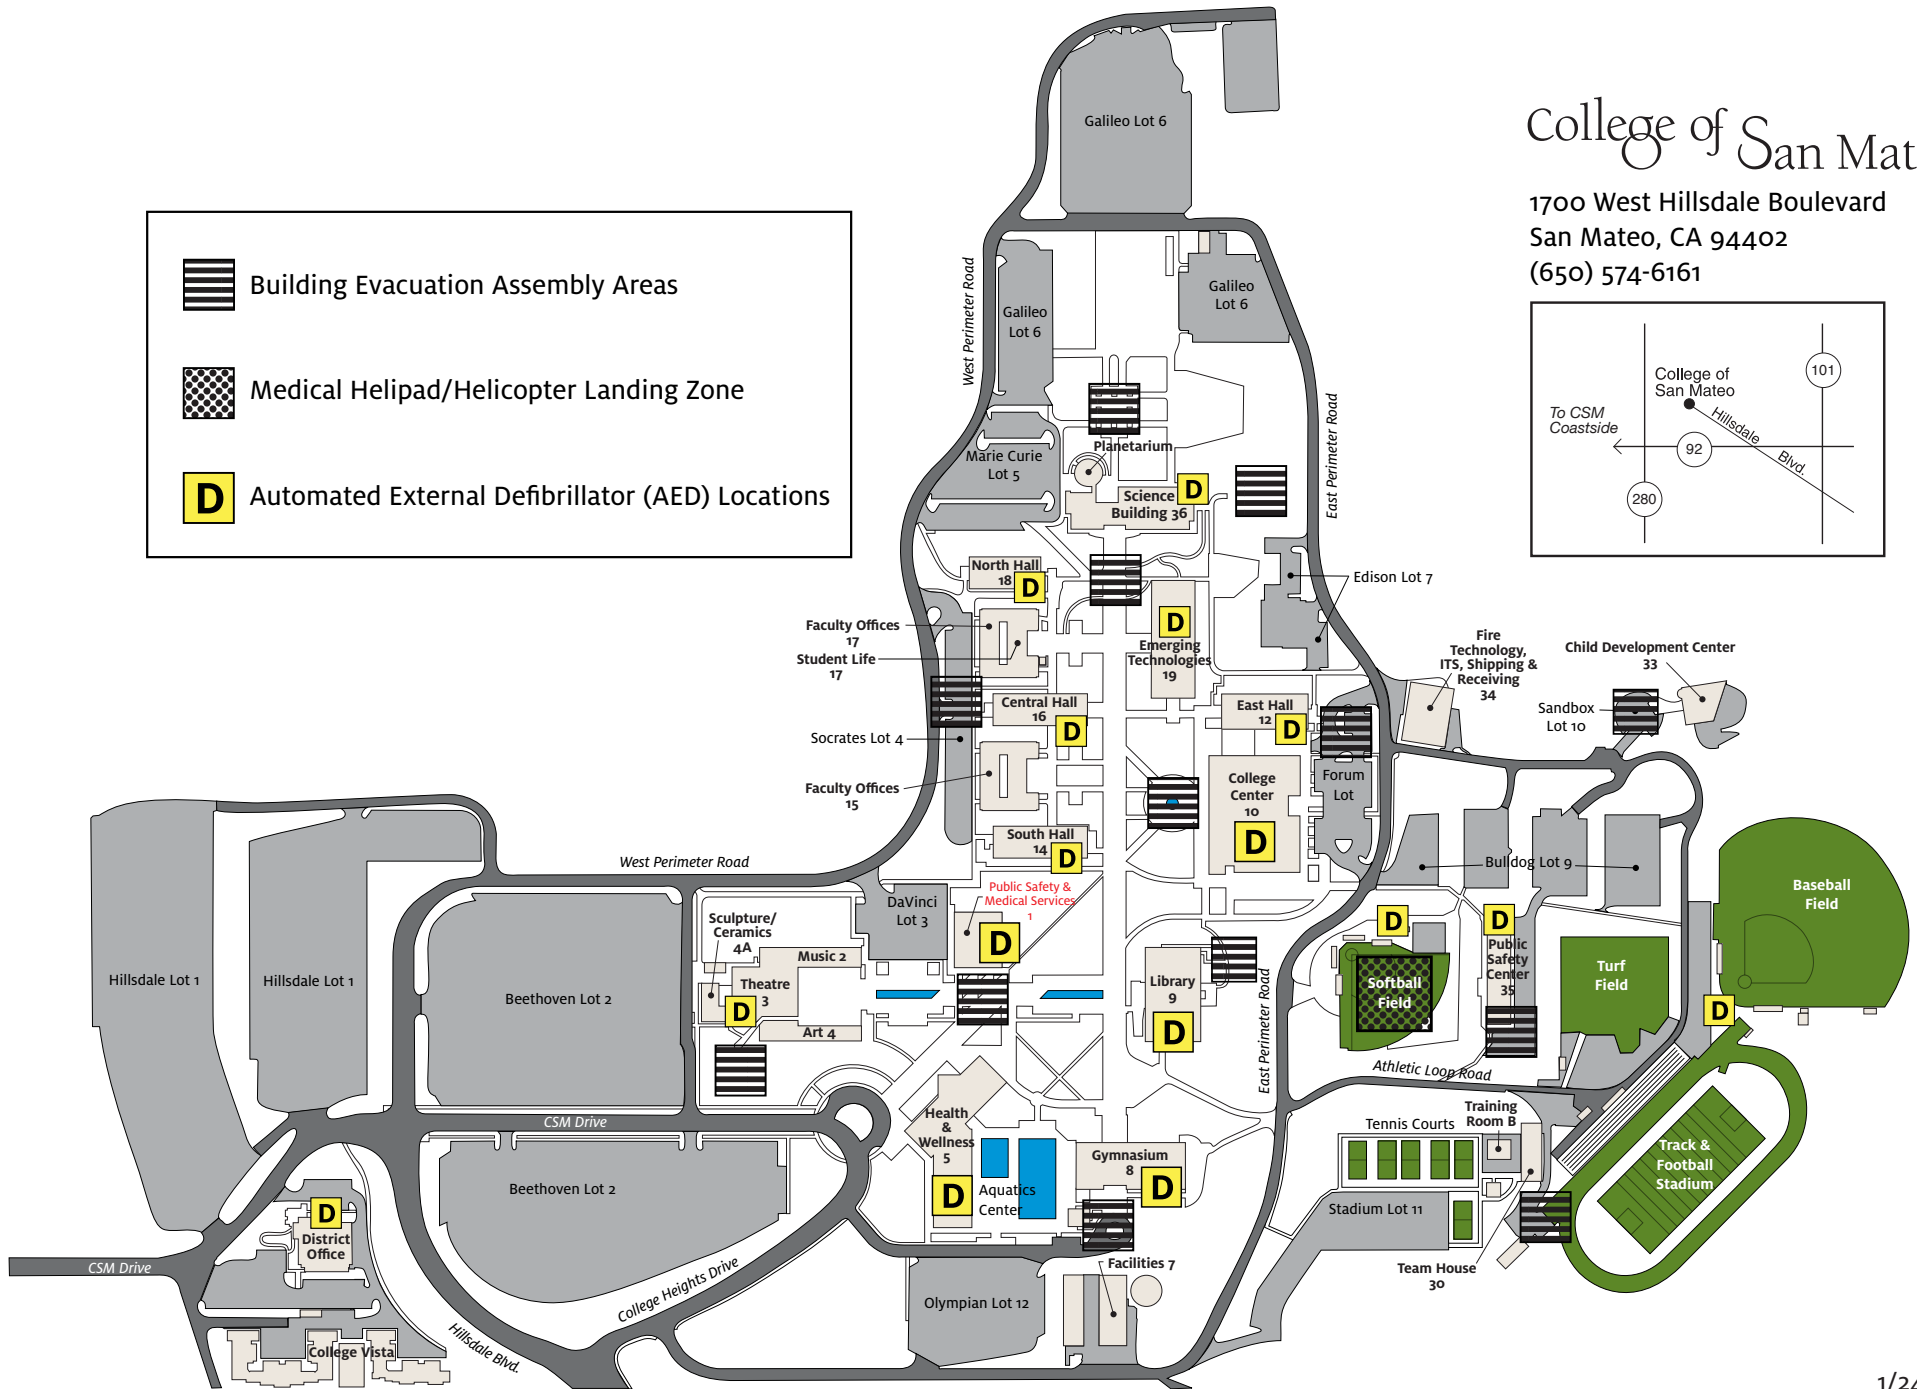 College of San Mat
1700 West Hillsdale Boulevard
San Mateo, CA 94402
(650) 574-6161
Building Evacuation Assembly Areas
Medical Helipad/Helicopter Landing Zone
D Automated External Defibrillator (AED) Locations
To CSM
Coastside
College of
San Mateo
Hillsdale
Blvd.
101
92
280
Galileo Lot 6
Galileo
Lot 6
Galileo
Lot 6
West Perimeter Road
East Perimeter Road
Marie Curie
Lot 5
Planetarium
Science
Building 36
D
North Hall
18
D
Edison Lot 7
Faculty Offices
17
Student Life
17
D
Emerging
Technologies
19
Fire
Technology,
ITS, Shipping &
Receiving
34
Child Development Center
33
Sandbox
Lot 10
Central Hall
16
D
East Hall
12
D
Socrates Lot 4
Faculty Offices
15
College
Center
10
D
Forum
Lot
South Hall
14
D
West Perimeter Road
Bulldog Lot 9
Public Safety &
Medical Services
1
D
DaVinci
Lot 3
Sculpture/
Ceramics
4A
Music 2
Theatre
3
D
Art 4
Library
9
D
East Perimeter Road
D
Softball
Field
D
Public
Safety
Center
35
Turf
Field
Baseball
Field
D
Hillsdale Lot 1
Hillsdale Lot 1
Beethoven Lot 2
CSM Drive
Beethoven Lot 2
Health
&
Wellness
5
D
Aquatics
Center
Gymnasium
8
D
Athletic Loop Road
Tennis Courts
Training
Room B
Track &
Football
Stadium
Stadium Lot 11
Team House
30
D
District
Office
CSM Drive
College Heights Drive
Hillsdale Blvd.
College Vista
Olympian Lot 12
Facilities 7
1/24